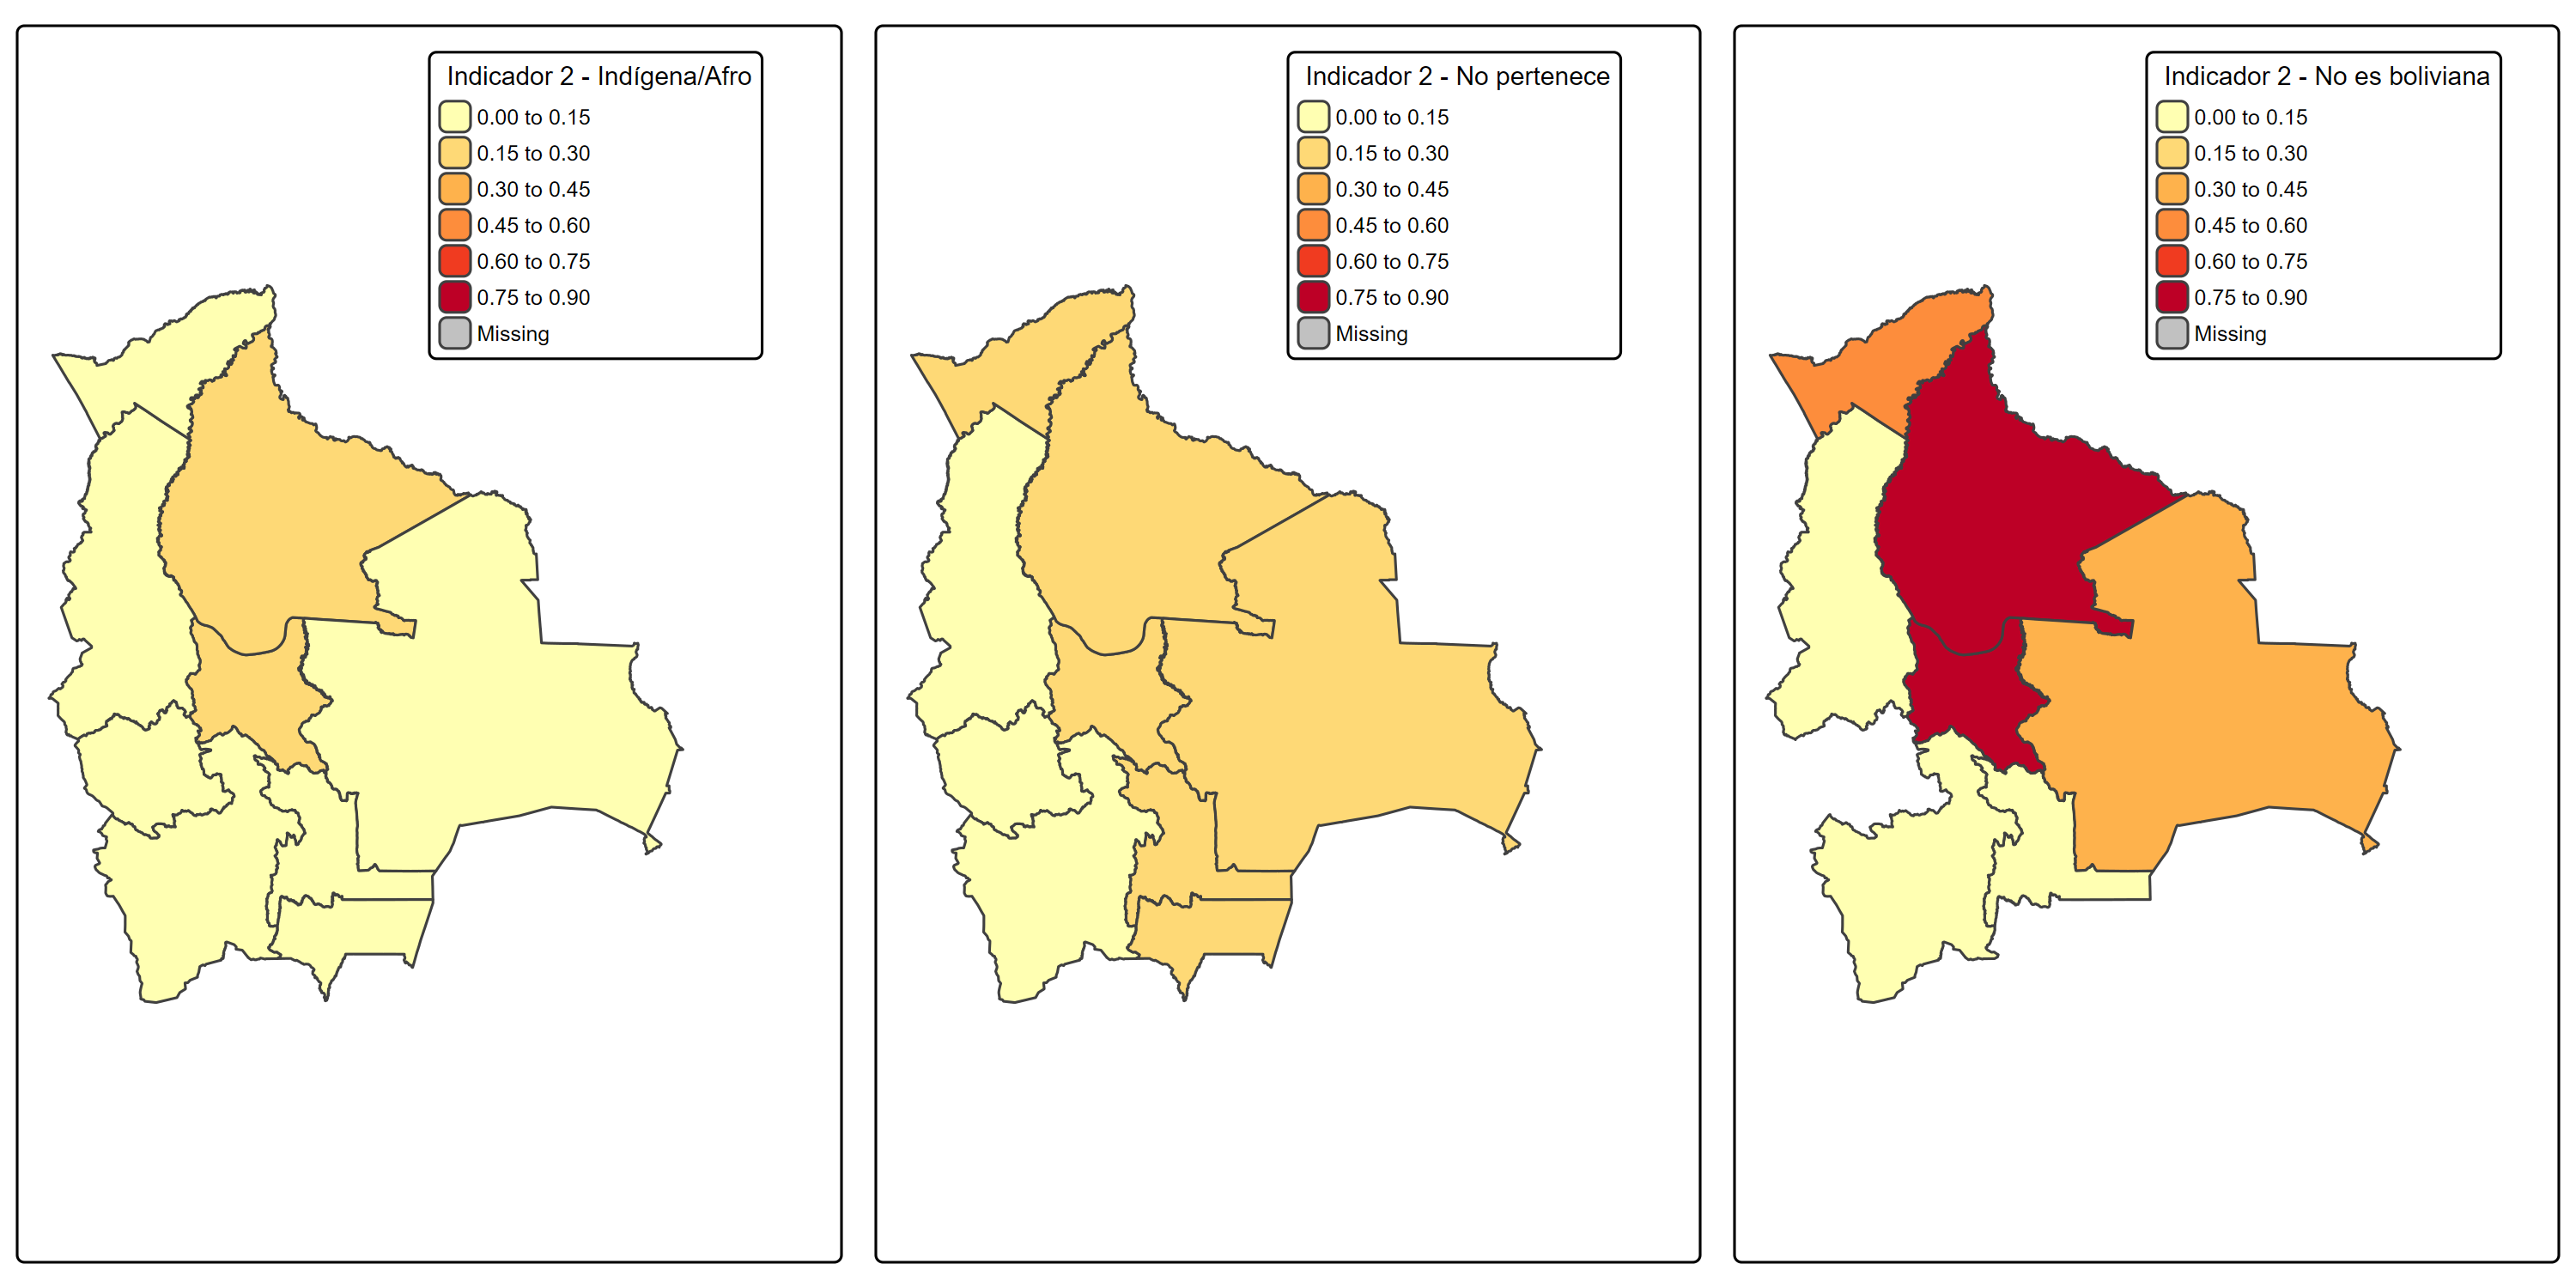 Indicador 2 - Indígena/Afro
0.00 to 0.15
0.15 to 0.30
0.30 to 0.45
0.45 to 0.60
0.60 to 0.75
0.75 to 0.90
Missing
Indicador 2 - No pertenece
0.00 to 0.15
0.15 to 0.30
0.30 to 0.45
0.45 to 0.60
0.60 to 0.75
0.75 to 0.90
Missing
Indicador 2 - No es boliviana
0.00 to 0.15
0.15 to 0.30
0.30 to 0.45
0.45 to 0.60
0.60 to 0.75
0.75 to 0.90
Missing